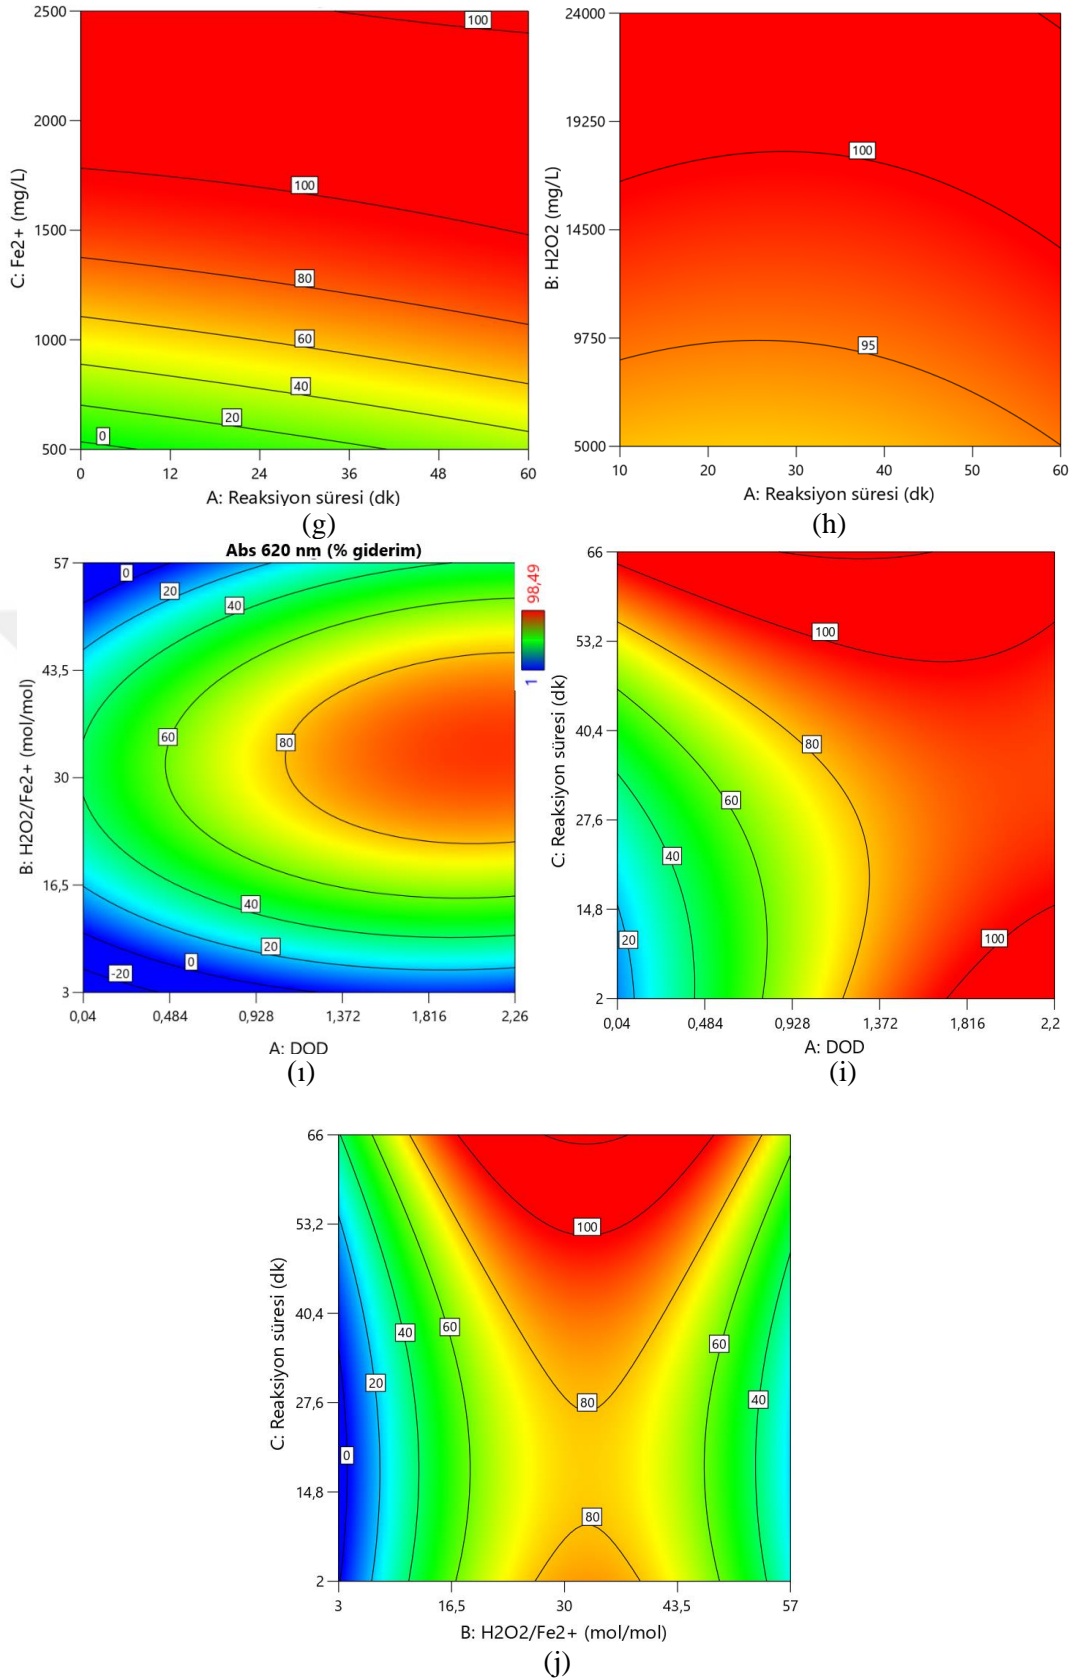 2500
2000
1500
1000
500
C: Fe2+ (mg/L)
100
100
80
60
40
20
0
0 12 24 36 48 60
A: Reaksiyon süresi (dk)
(g)
24000
19250
14500
9750
5000
B: H2O2 (mg/L)
100
95
10 20 30 40 50 60
A: Reaksiyon süresi (dk)
(h)
Abs 620 nm (% giderim)
57
43,5
30
16,5
3
B: H2O2/Fe2+ (mol/mol)
0
20
40
60
80
40
20
0
-20
0,04 0,484 0,928 1,372 1,816 2,26
A: DOD
(ı)
98,49
1
66
53,2
40,4
27,6
14,8
2
C: Reaksiyon süresi (dk)
100
80
60
40
20
100
0,04 0,484 0,928 1,372 1,816 2,2
A: DOD
(i)
66
53,2
40,4
27,6
14,8
2
C: Reaksiyon süresi (dk)
100
80
60
40
20
0
60
40
80
3 16,5 30 43,5 57
B: H2O2/Fe2+ (mol/mol)
(j)